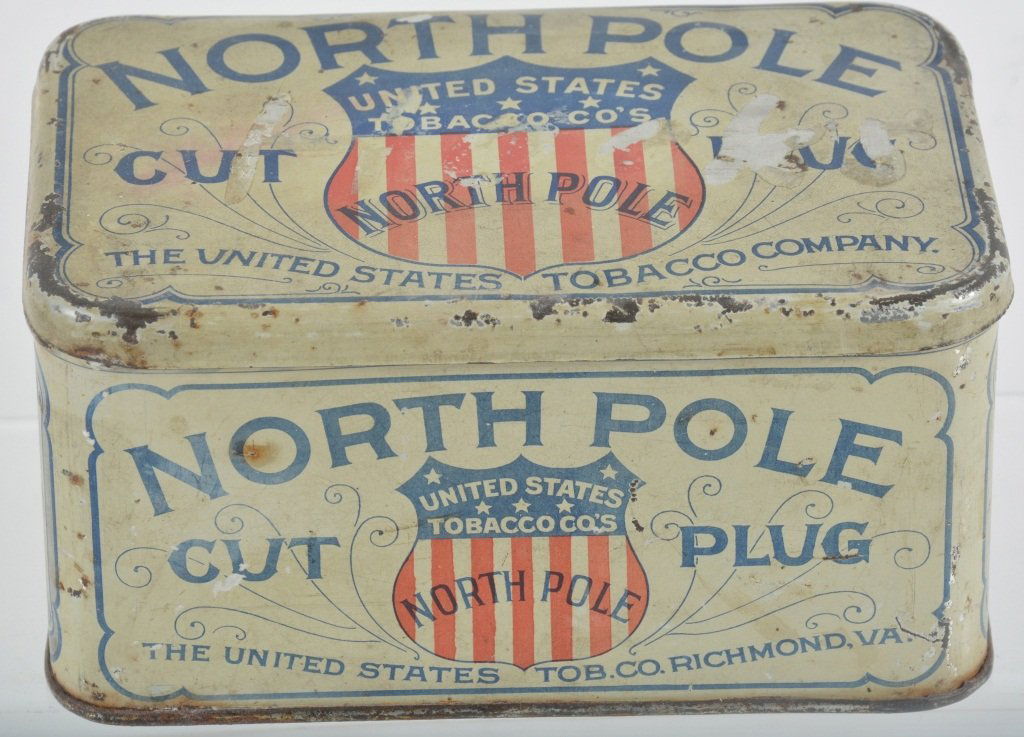 NORTH POLE
UNITED STATES
TOBACCO CO'S
CUT PLUG
NORTH POLE
THE UNITED STATES TOBACCO COMPANY.
NORTH POLE
UNITED STATES
TOBACCO CO'S
CUT PLUG
NORTH POLE
THE UNITED STATES TOB. CO. RICHMOND, VA.